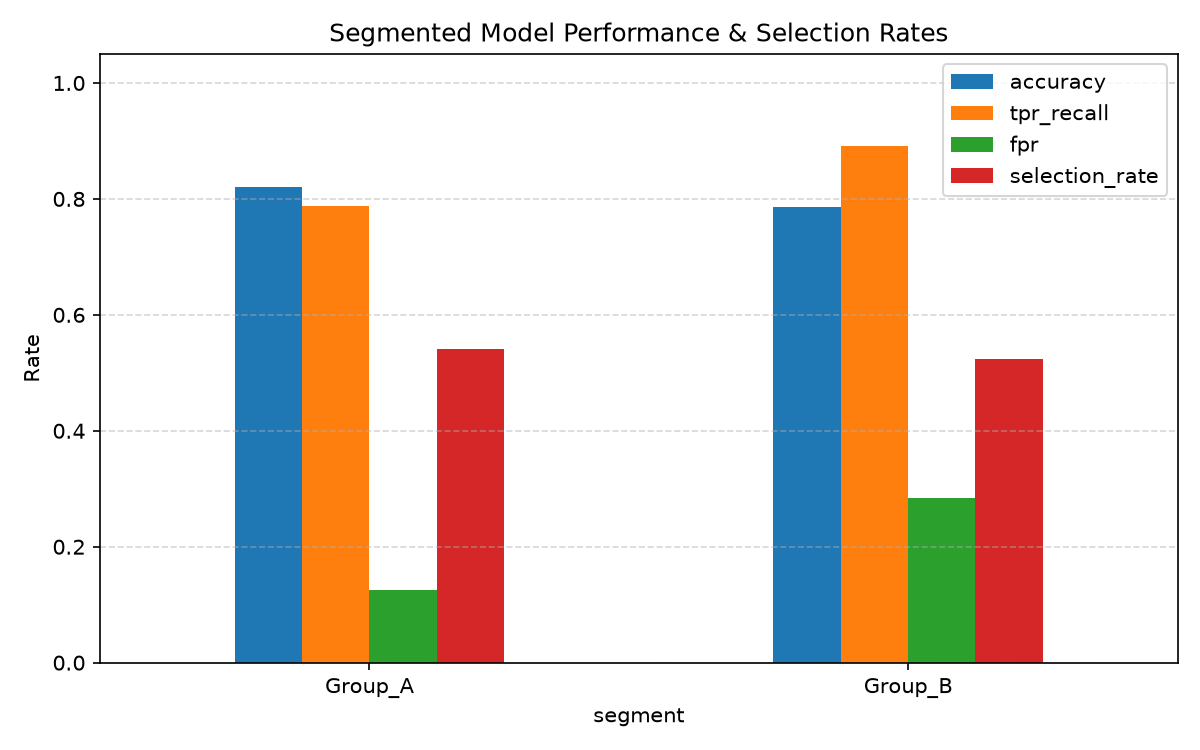 Segmented Model Performance & Selection Rates
1.0
0.8
0.6
0.4
0.2
0.0
Rate
accuracy
tpr_recall
fpr
selection_rate
Group_A
Group_B
segment